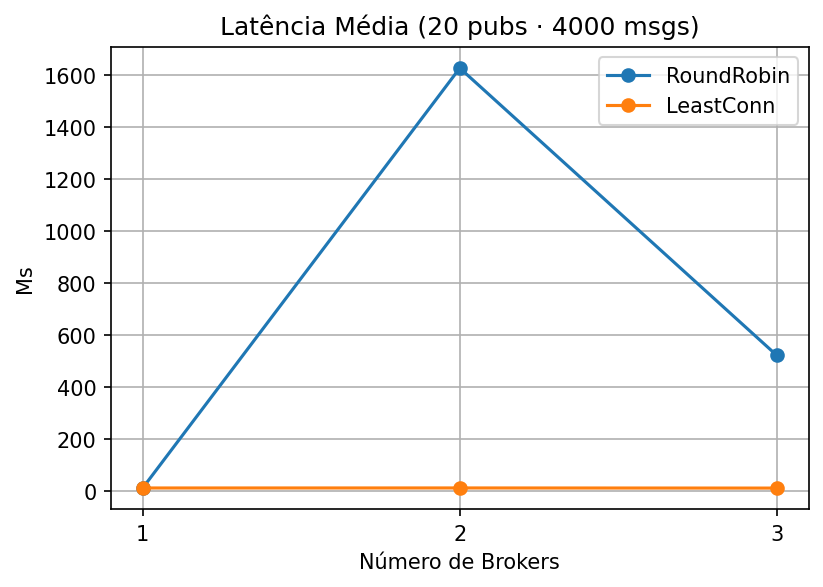 Latência Média (20 pubs · 4000 msgs)
RoundRobin
LeastConn
Ms
1600
1400
1200
1000
800
600
400
200
0
1 2 3
Número de Brokers